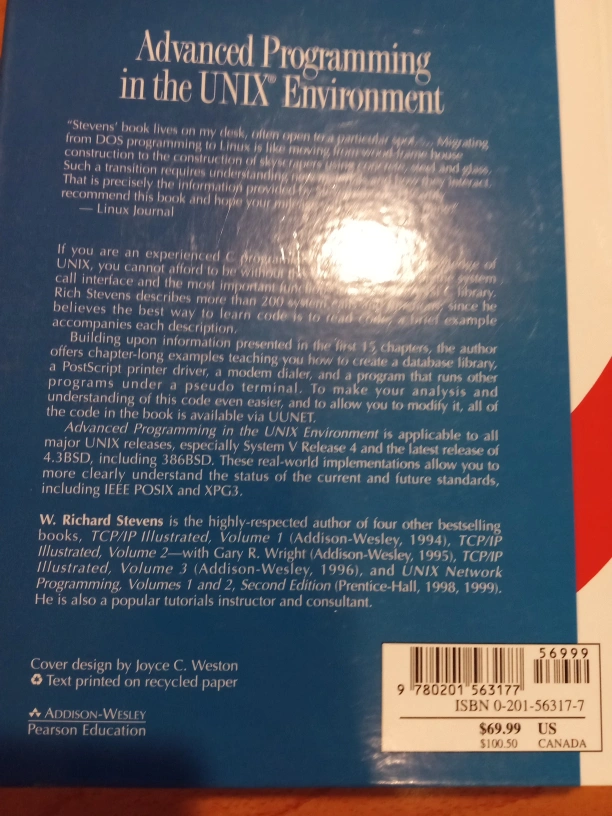 Advanced Programming
in the UNIX® Environment
"Stevens' book lives on my desk, often open to a particular spot.... Migrating
from DOS programming to Linux is like moving from wood-frame house
construction to the construction of skyscrapers using concrete, steel and glass.
Such a transition requires understanding they interact.
That is precisely the information provided
recommend this book and hope your
— Linux Journal
If you are an experienced C of
UNIX, you cannot afford to be without system
call interface and the most important library.
Rich Stevens describes more than 200 system since he
believes the best way to learn code is to read code, a brief example
accompanies each description.
Building upon information presented in the first 15 chapters, the author
offers chapter-long examples teaching you how to create a database library,
a PostScript printer driver, a modem dialer, and a program that runs other
programs under a pseudo terminal. To make your analysis and
understanding of this code even easier, and to allow you to modify it, all of
the code in the book is available via UUNET.
Advanced Programming in the UNIX Environment is applicable to all
major UNIX releases, especially System V Release 4 and the latest release of
4.3BSD, including 386BSD. These real-world implementations allow you to
more clearly understand the status of the current and future standards,
including IEEE POSIX and XPG3.
W. Richard Stevens is the highly-respected author of four other bestselling
books, TCP/IP Illustrated, Volume 1 (Addison-Wesley, 1994), TCP/IP
Illustrated, Volume 2—with Gary R. Wright (Addison-Wesley, 1995), TCP/IP
Illustrated, Volume 3 (Addison-Wesley, 1996), and UNIX Network
Programming, Volumes 1 and 2, Second Edition (Prentice-Hall, 1998, 1999).
He is also a popular tutorials instructor and consultant.
Cover design by Joyce C. Weston
♻ Text printed on recycled paper
ADDISON-WESLEY
Pearson Education
56999
9 780201 563177
ISBN 0-201-56317-7
$69.99 US
$100.50 CANADA